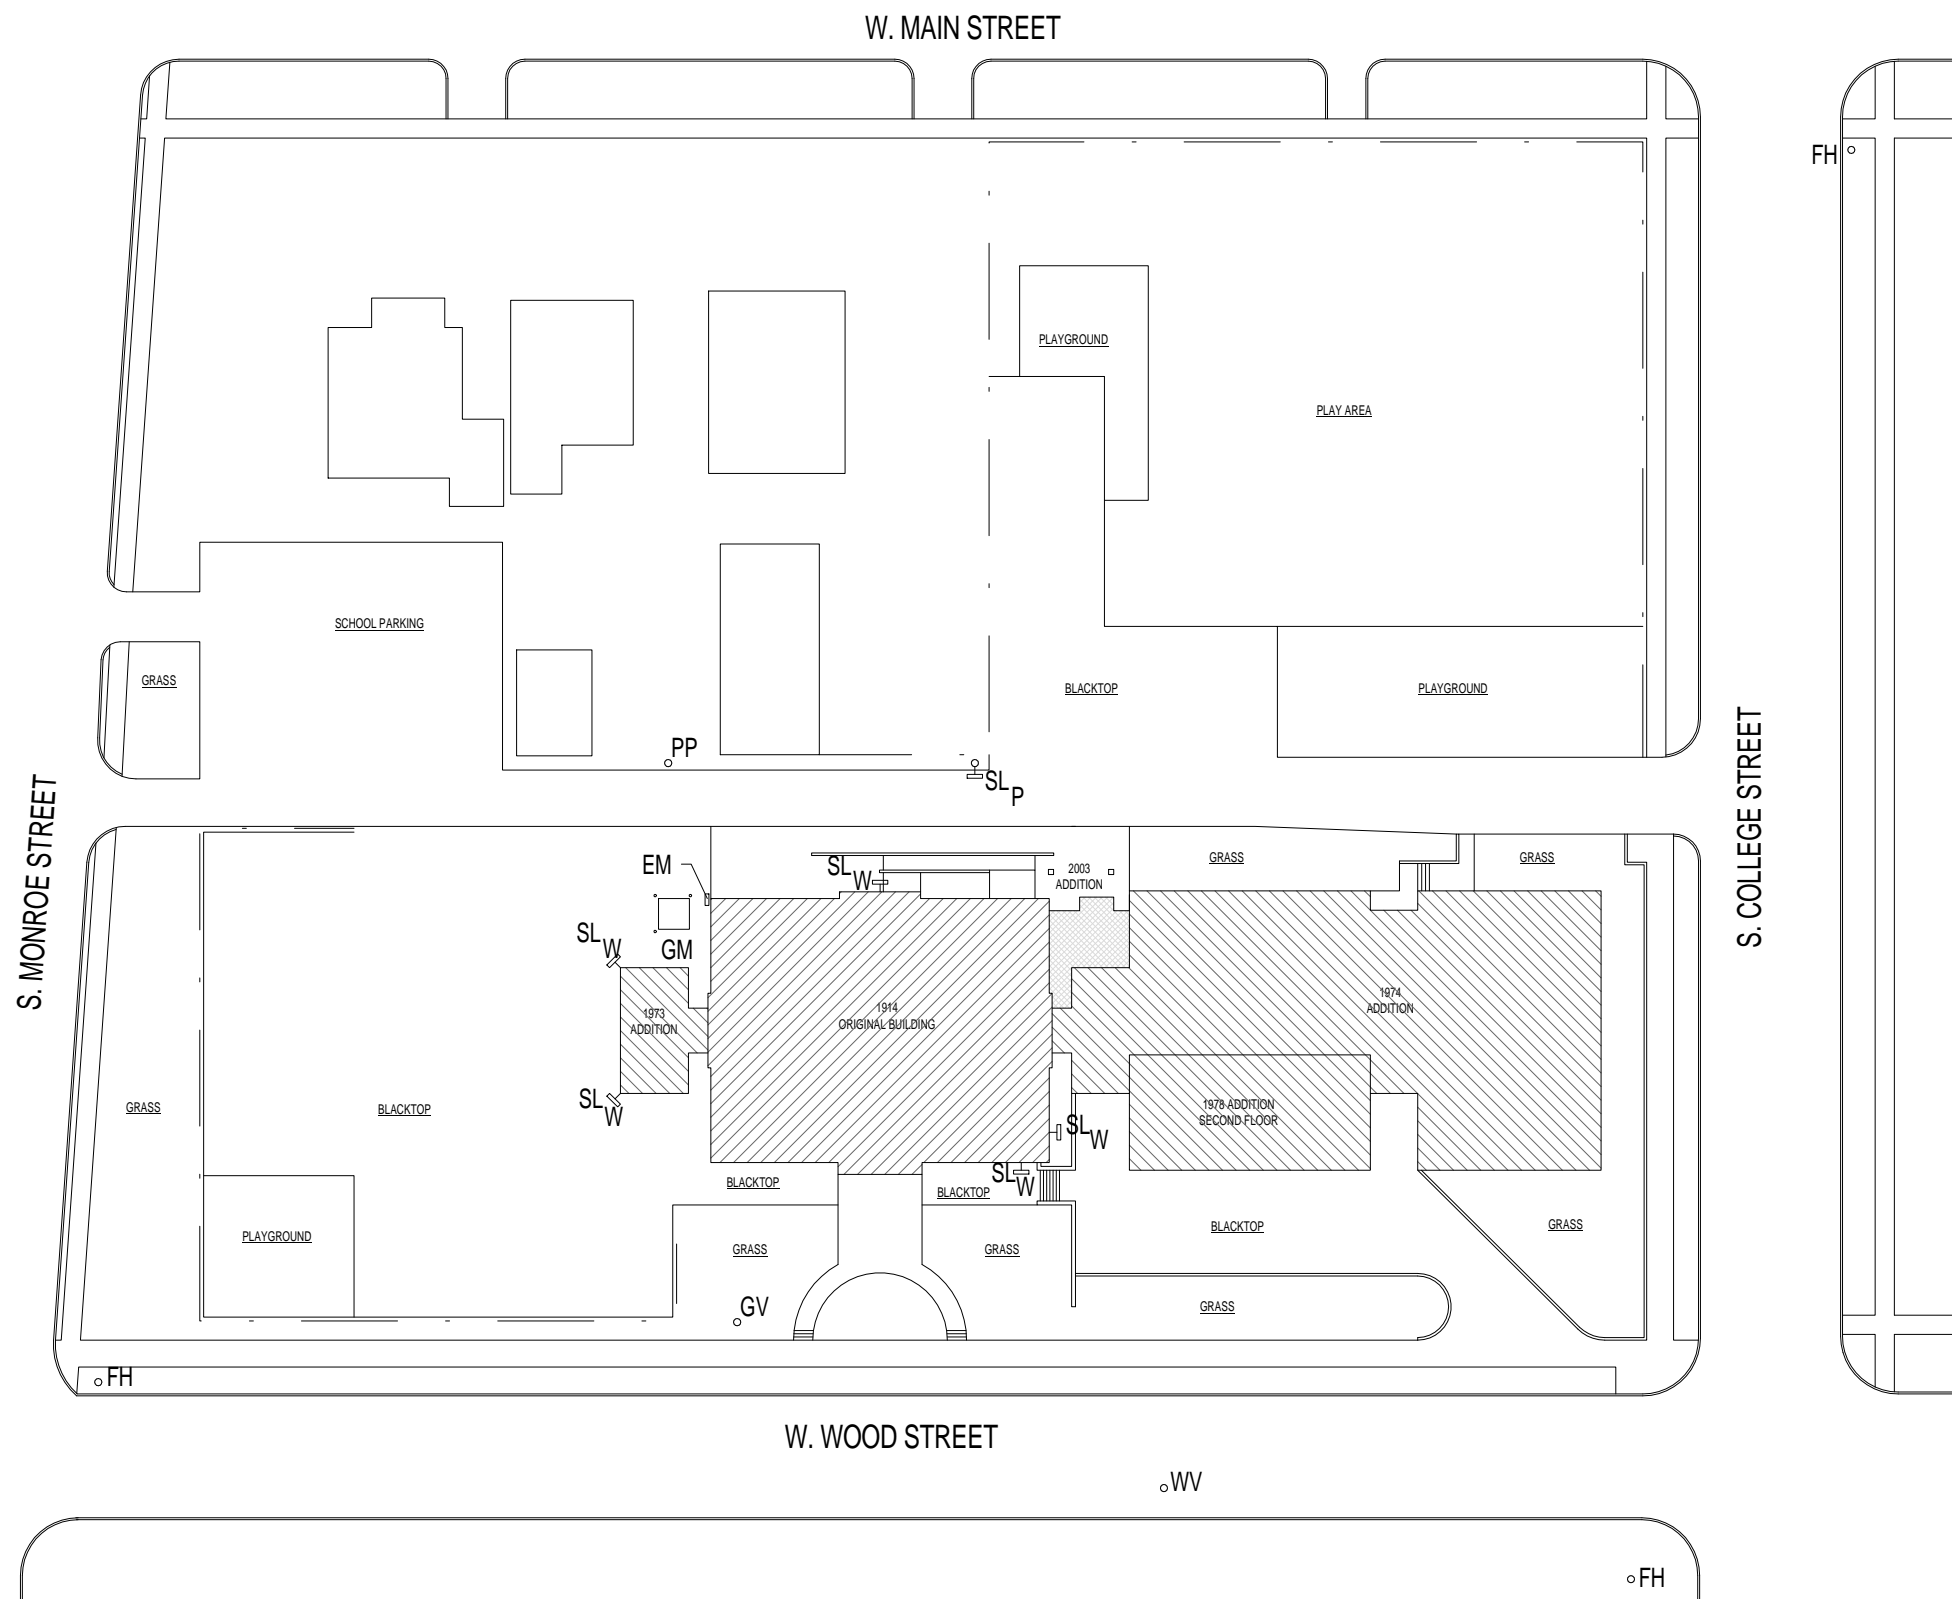 W. MAIN STREET
FH
PLAYGROUND
PLAY AREA
SCHOOL PARKING
GRASS
BLACKTOP
PLAYGROUND
PP
SL P
S. MONROE STREET
S. COLLEGE STREET
EM
SL W
2003
ADDITION
GRASS
GRASS
SL W
GM
1973
ADDITION
1914
ORIGINAL BUILDING
1974
ADDITION
GRASS
BLACKTOP
SL W
1978 ADDITION
SECOND FLOOR
SL W
SL W
BLACKTOP
BLACKTOP
PLAYGROUND
GRASS
GRASS
BLACKTOP
GRASS
GV
GRASS
FH
W. WOOD STREET
WV
FH